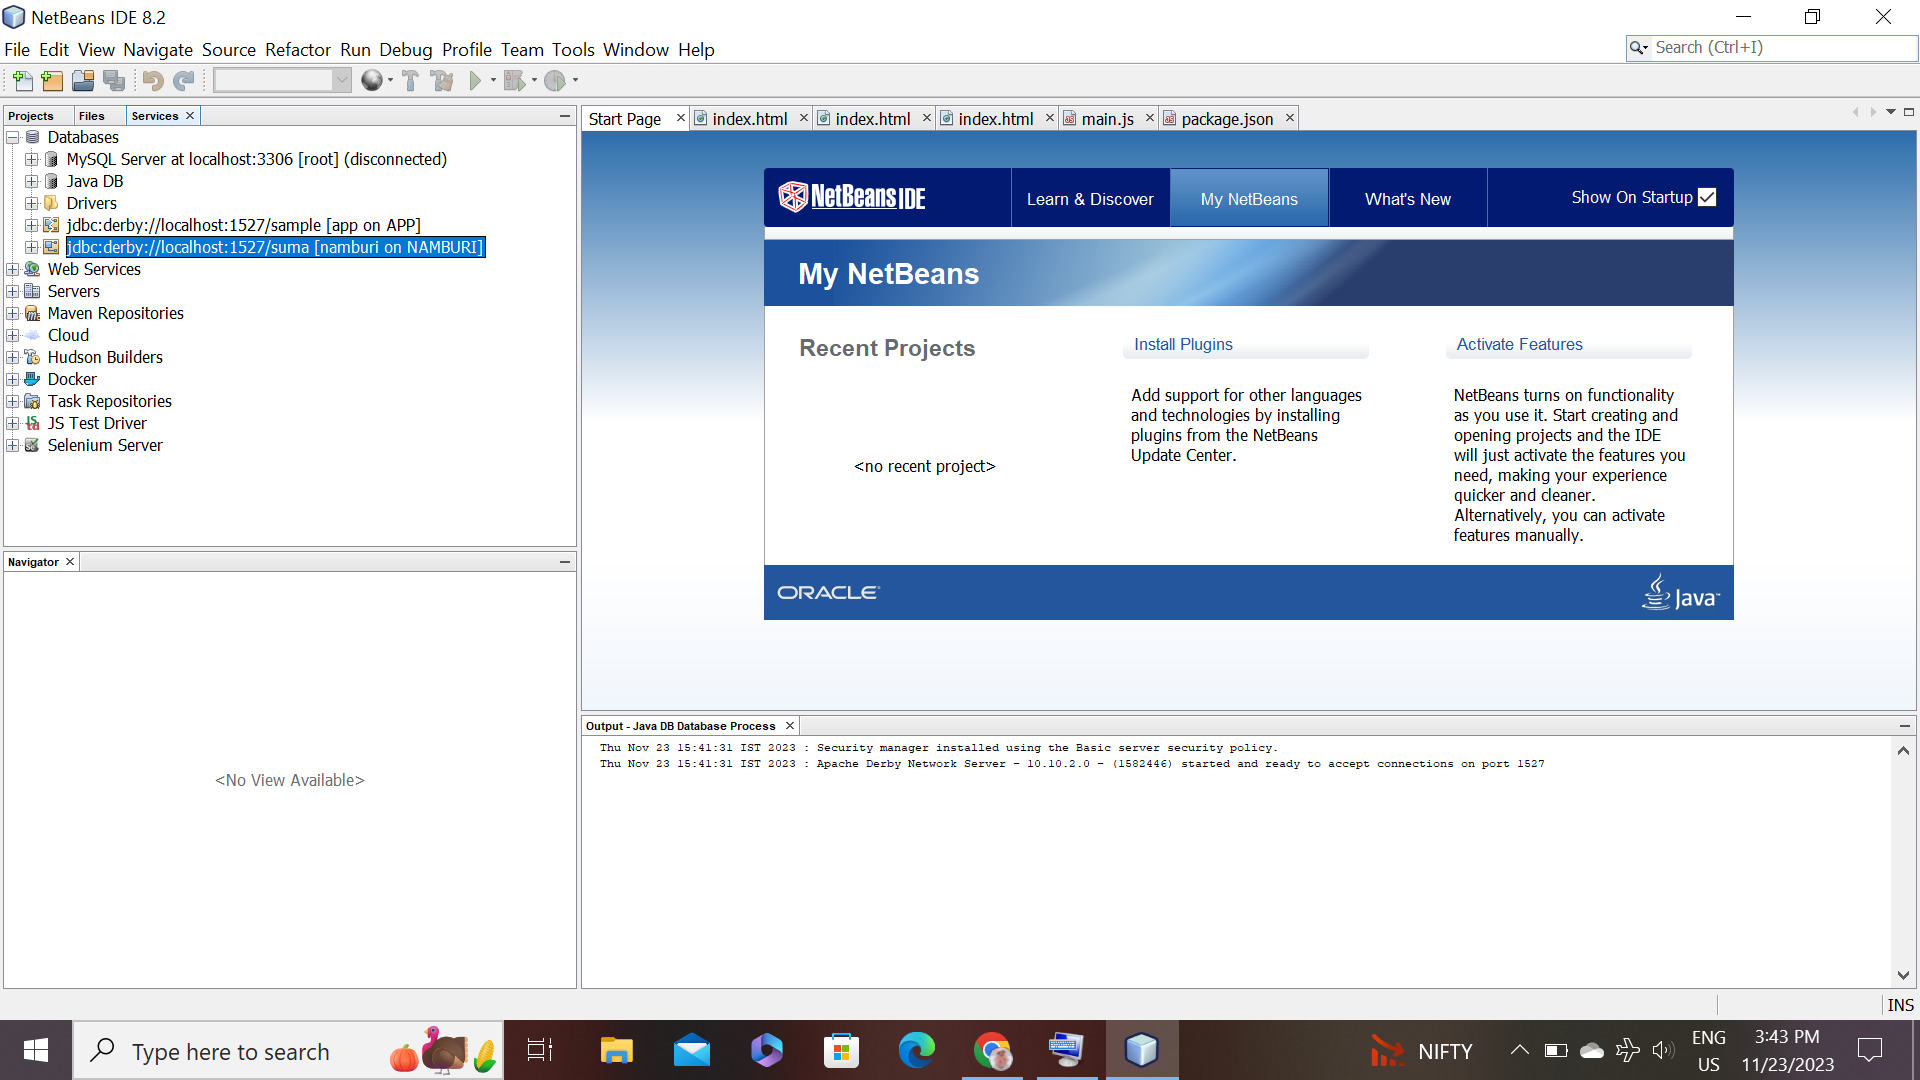 NetBeans IDE 8.2
File Edit View Navigate Source Refactor Run Debug Profile Team Tools Window Help
Search (Ctrl+I)
Projects Files Services
Databases
MySQL Server at localhost:3306 [root] (disconnected)
Java DB
Drivers
jdbc:derby://localhost:1527/sample [app on APP]
jdbc:derby://localhost:1527/suma [namburi on NAMBURI]
Web Services
Servers
Maven Repositories
Cloud
Hudson Builders
Docker
Task Repositories
JS Test Driver
Selenium Server
Navigator
<No View Available>
Start Page index.html index.html index.html main.js package.json
NetBeans IDE Learn & Discover My NetBeans What's New Show On Startup
My NetBeans
Recent Projects
<no recent project>
Install Plugins
Add support for other languages
and technologies by installing
plugins from the NetBeans
Update Center.
Activate Features
NetBeans turns on functionality
as you use it. Start creating and
opening projects and the IDE
will just activate the features you
need, making your experience
quicker and cleaner.
Alternatively, you can activate
features manually.
ORACLE
Java
Output - Java DB Database Process
Thu Nov 23 15:41:31 IST 2023 : Security manager installed using the Basic server security policy.
Thu Nov 23 15:41:31 IST 2023 : Apache Derby Network Server - 10.10.2.0 - (1582446) started and ready to accept connections on port 1527
INS
Type here to search
NIFTY
ENG
US
3:43 PM
11/23/2023